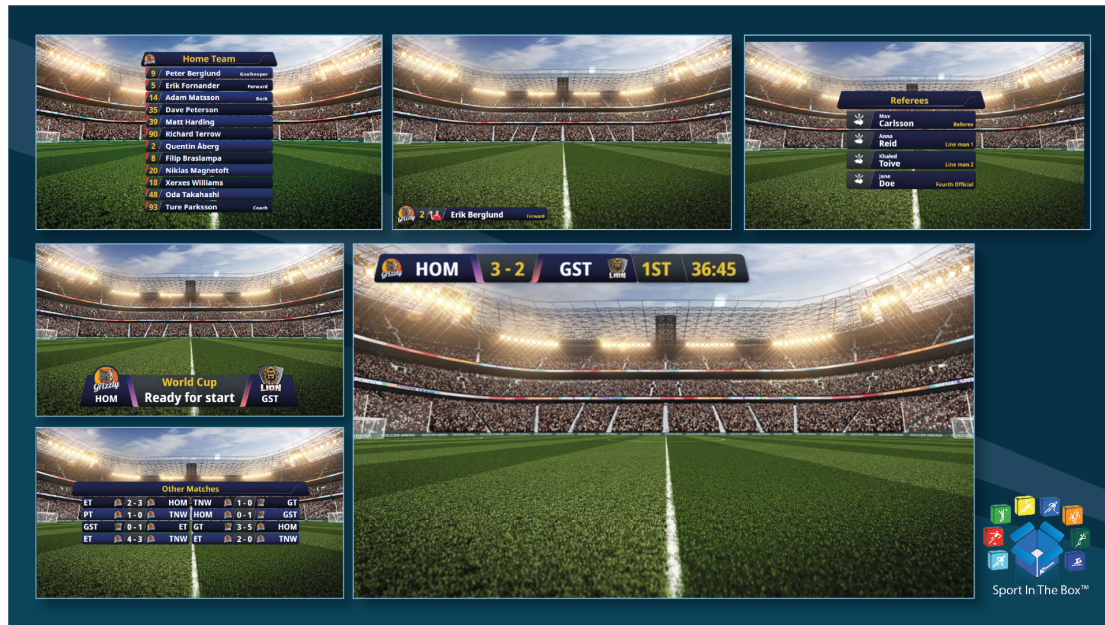 Home Team
9 Peter Berglund Goalkeeper
5 Erik Fornander Forward
14 Adam Matsson Back
35 Dave Peterson
39 Matt Harding
90 Richard Terrow
2 Quentin Åberg
8 Filip Braslampa
20 Niklas Magnetoft
18 Xerxes Williams
48 Oda Takahashi
93 Ture Parksson Coach
Grizzly 2 Erik Berglund Forward
Referees
Max
Carlsson Referee
Anna
Reid Line man 1
Khaled
Toive Line man 2
Jane
Doe Fourth Official
Grizzly World Cup LION
HOM Ready for start GST
Grizzly HOM 3 - 2 GST LION 1ST 36:45
Other Matches
ET 2 - 3 HOM TNW 1 - 0 GT
PT 1 - 0 TNW HOM 0 - 1 GST
GST 0 - 1 ET GT 3 - 5 HOM
ET 4 - 3 TNW ET 2 - 0 TNW
Sport In The Box™